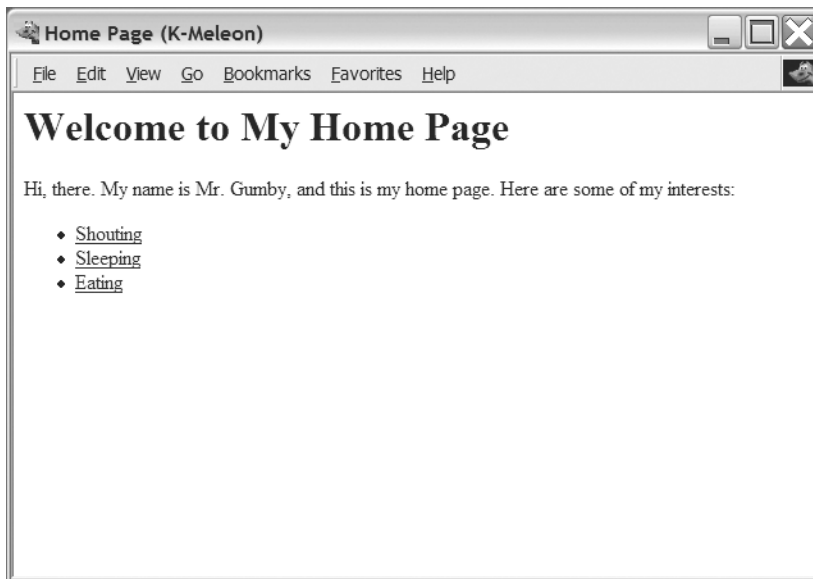 Home Page (K-Meleon)
File Edit View Go Bookmarks Favorites Help
Welcome to My Home Page
Hi, there. My name is Mr. Gumby, and this is my home page. Here are some of my interests:
Shouting
Sleeping
Eating